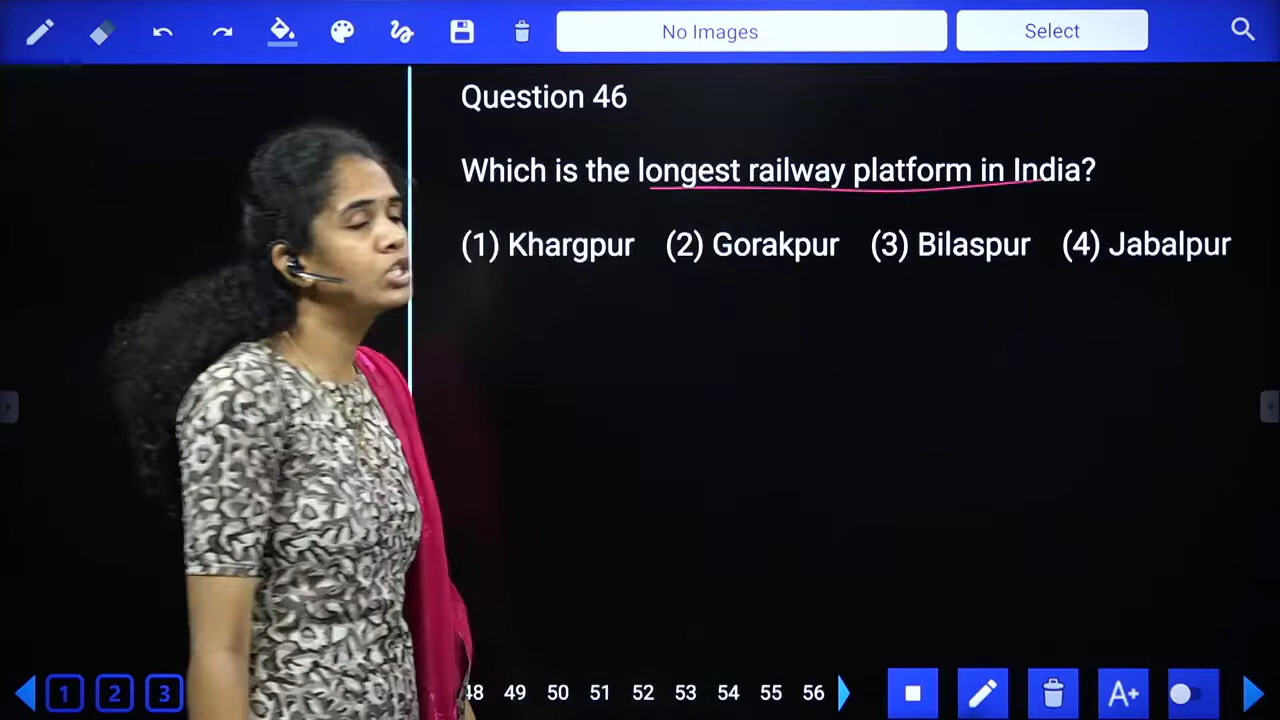 No Images
Select
Question 46
Which is the longest railway platform in India?
(1) Khargpur (2) Gorakpur (3) Bilaspur (4) Jabalpur
1 2 3 48 49 50 51 52 53 54 55 56
A+